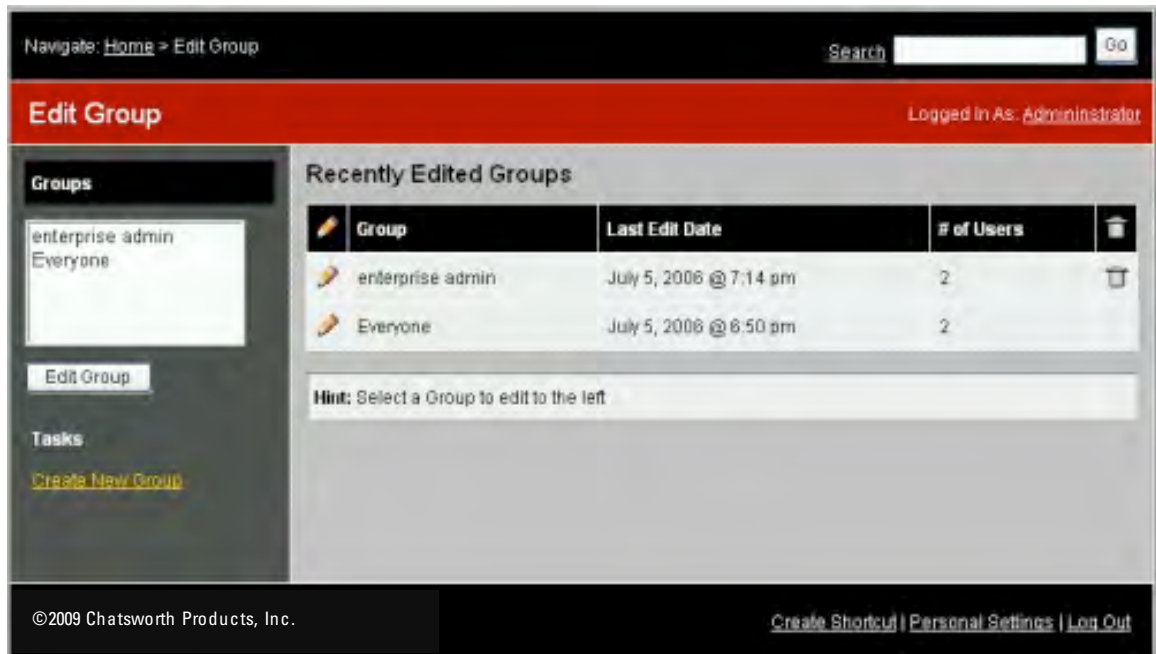 Navigate: Home > Edit Group
Search
Go
Edit Group
Logged In As: Admininstrator
Groups
enterprise admin
Everyone
Edit Group
Tasks
Create New Group
Recently Edited Groups
Group Last Edit Date # of Users
enterprise admin July 5, 2006 @ 7:14 pm 2
Everyone July 5, 2006 @ 6:50 pm 2
Hint: Select a Group to edit to the left
©2009 Chatsworth Products, Inc.
Create Shortcut | Personal Settings | Log Out